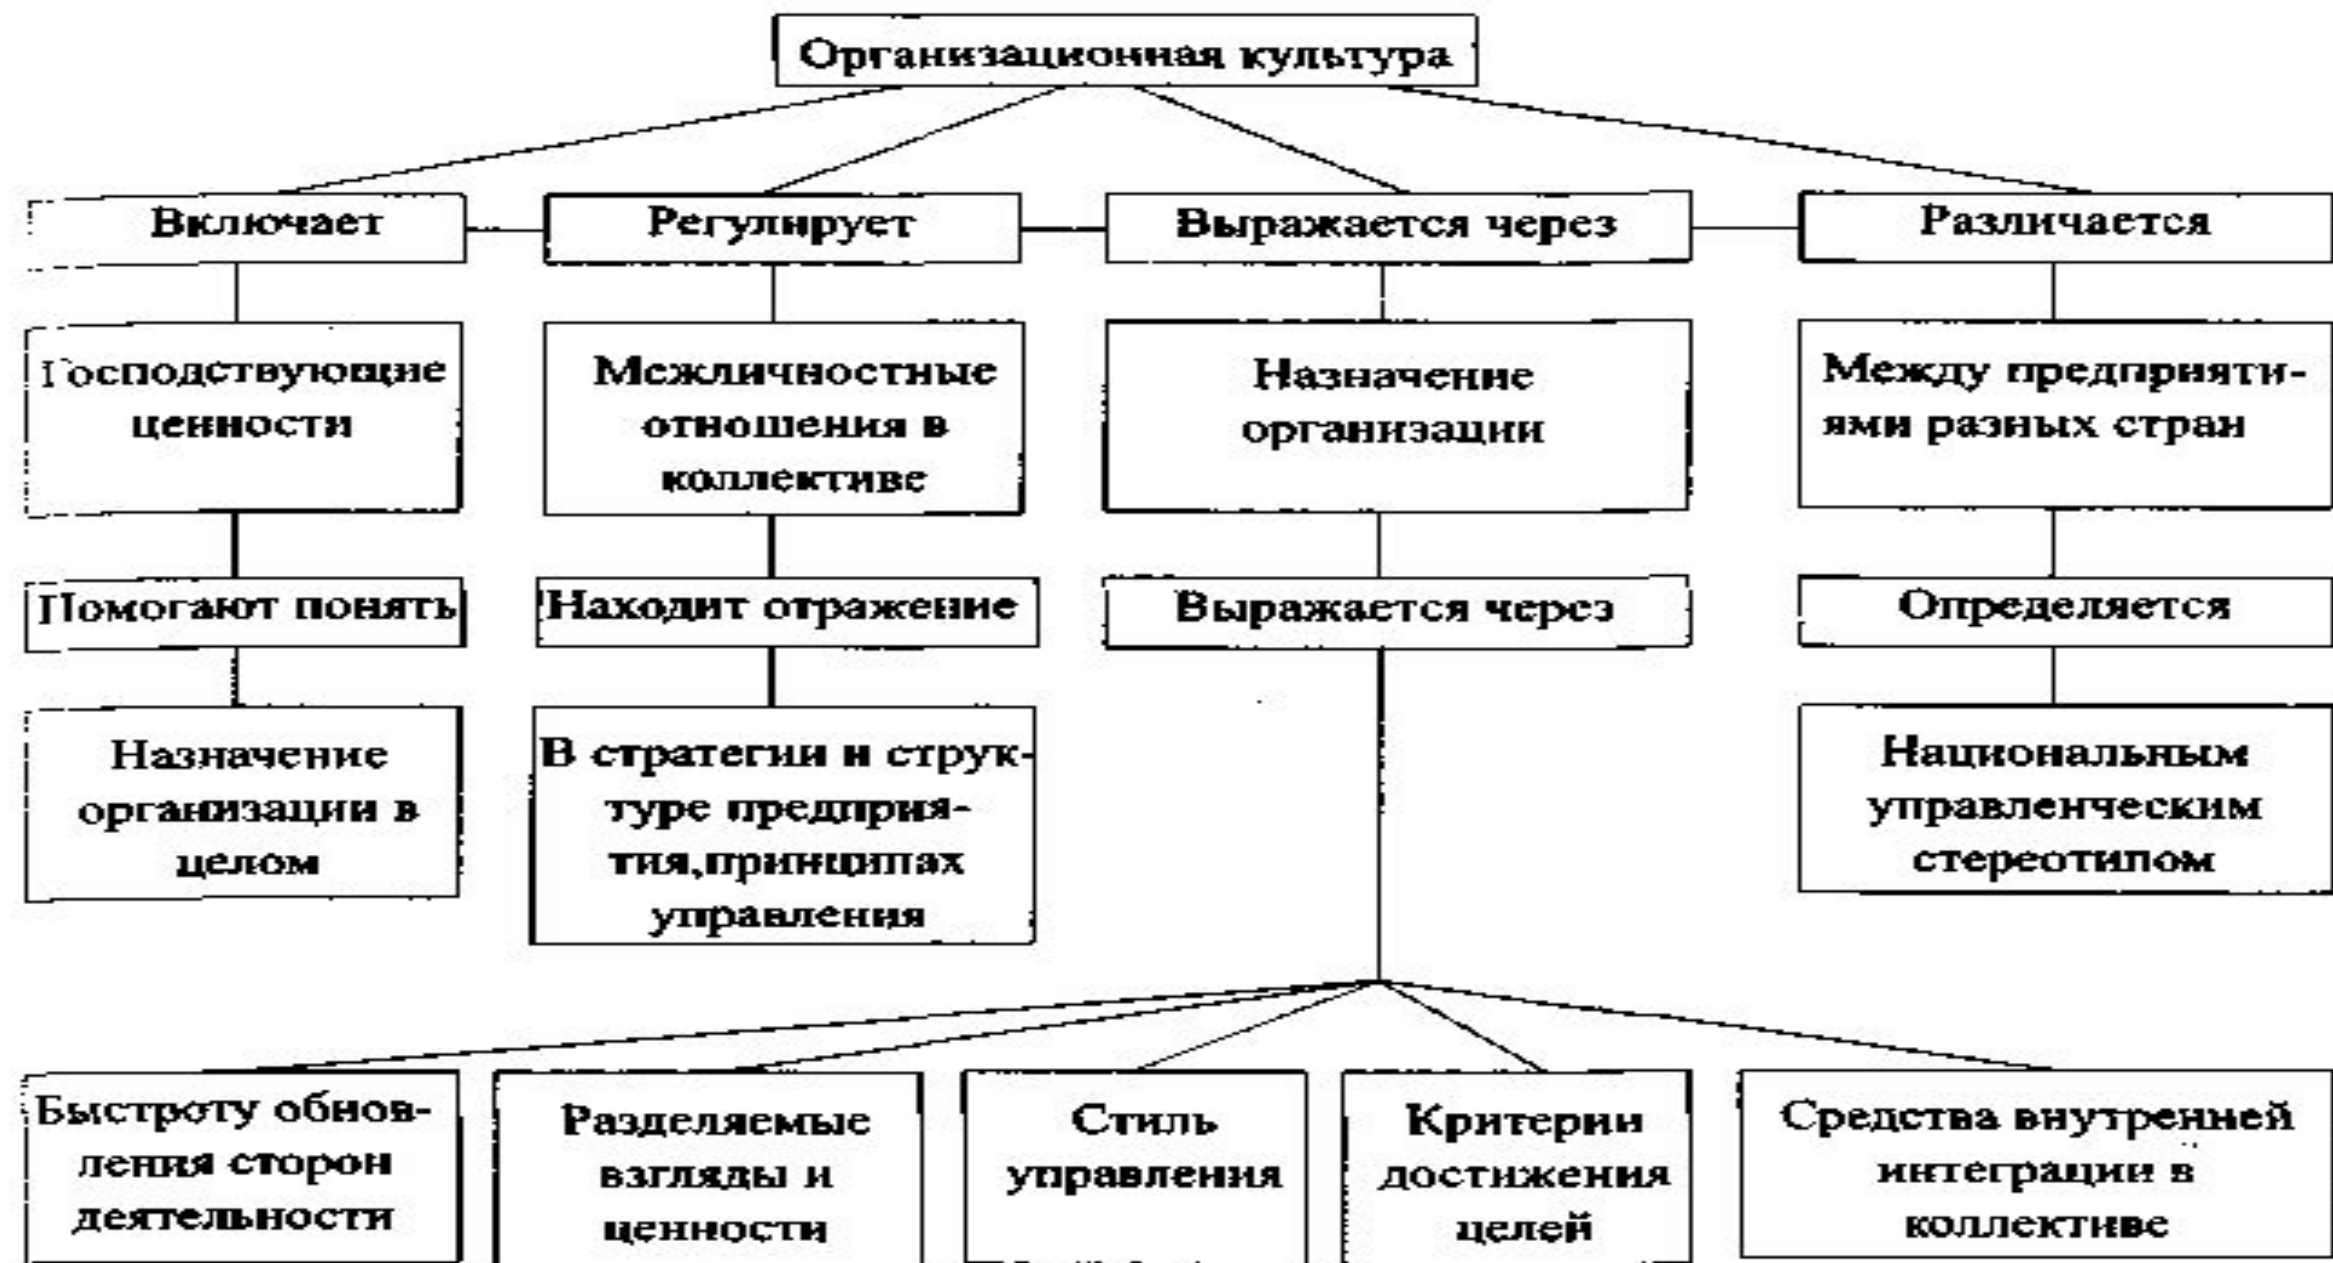 Организационная культура
Включает
Регулирует
Выражается через
Различается
Господствующие
ценности
Межличностные
отношения в
коллективе
Назначение
организации
Между предприяти-
ями разных стран
Помогают понять
Находит отражение
Выражается через
Определяется
Назначение
организации в
целом
В стратегии и струк-
туре предприя-
тия,принципах
управления
Национальным
управленческим
стереотипом
Быстроту обнов-
ления сторон
деятельности
Разделяемые
взгляды и
ценности
Стиль
управления
Критерии
достижения
целей
Средства внутренней
интеграции в
коллективе